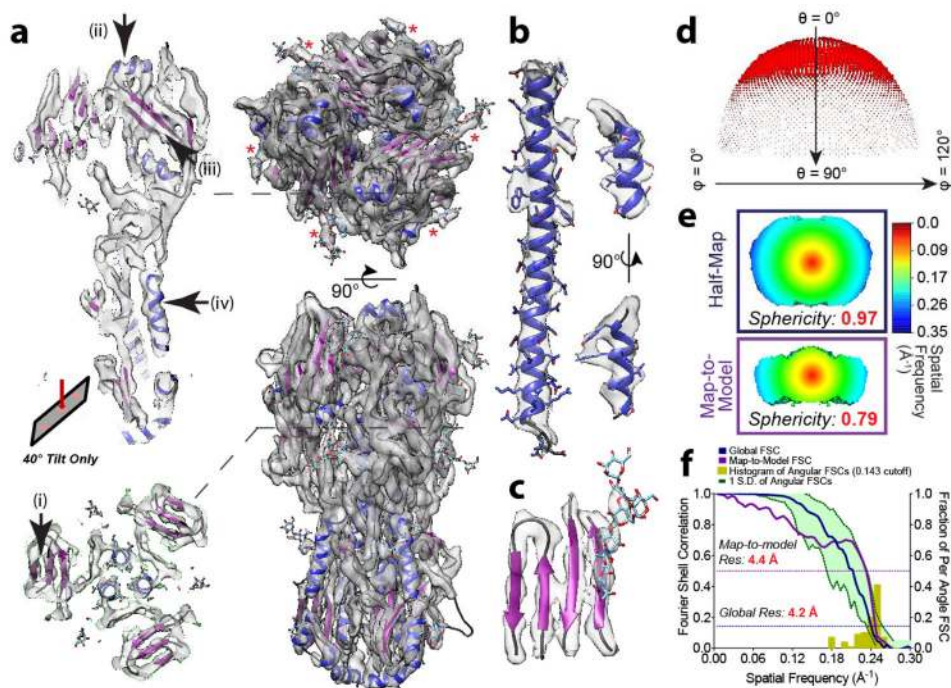 a
(ii)
(iii)
(iv)
40° Tilt Only
(i)
* * * * * *
90°
b
90°
c
d
θ = 0°
θ = 90°
φ = 0°
φ = 120°
e
Half-Map
Sphericity: 0.97
Map-to-
Model
Sphericity: 0.79
0.0
0.09
0.17
0.26
0.35
Spatial
Frequency
(Å⁻¹)
f
Global FSC
Map-to-Model FSC
Histogram of Angular FSCs (0.143 cutoff)
1 S.D. of Angular FSCs
Fourier Shell Correlation
1.0
0.8
0.6
0.4
0.2
0
Map-to-model
Res: 4.4 Å
Global Res: 4.2 Å
1.0
0.8
0.6
0.4
0.2
0.0
Fraction of Per
Angle FSC
0.00 0.06 0.12 0.18 0.24 0.30
Spatial Frequency (Å⁻¹)